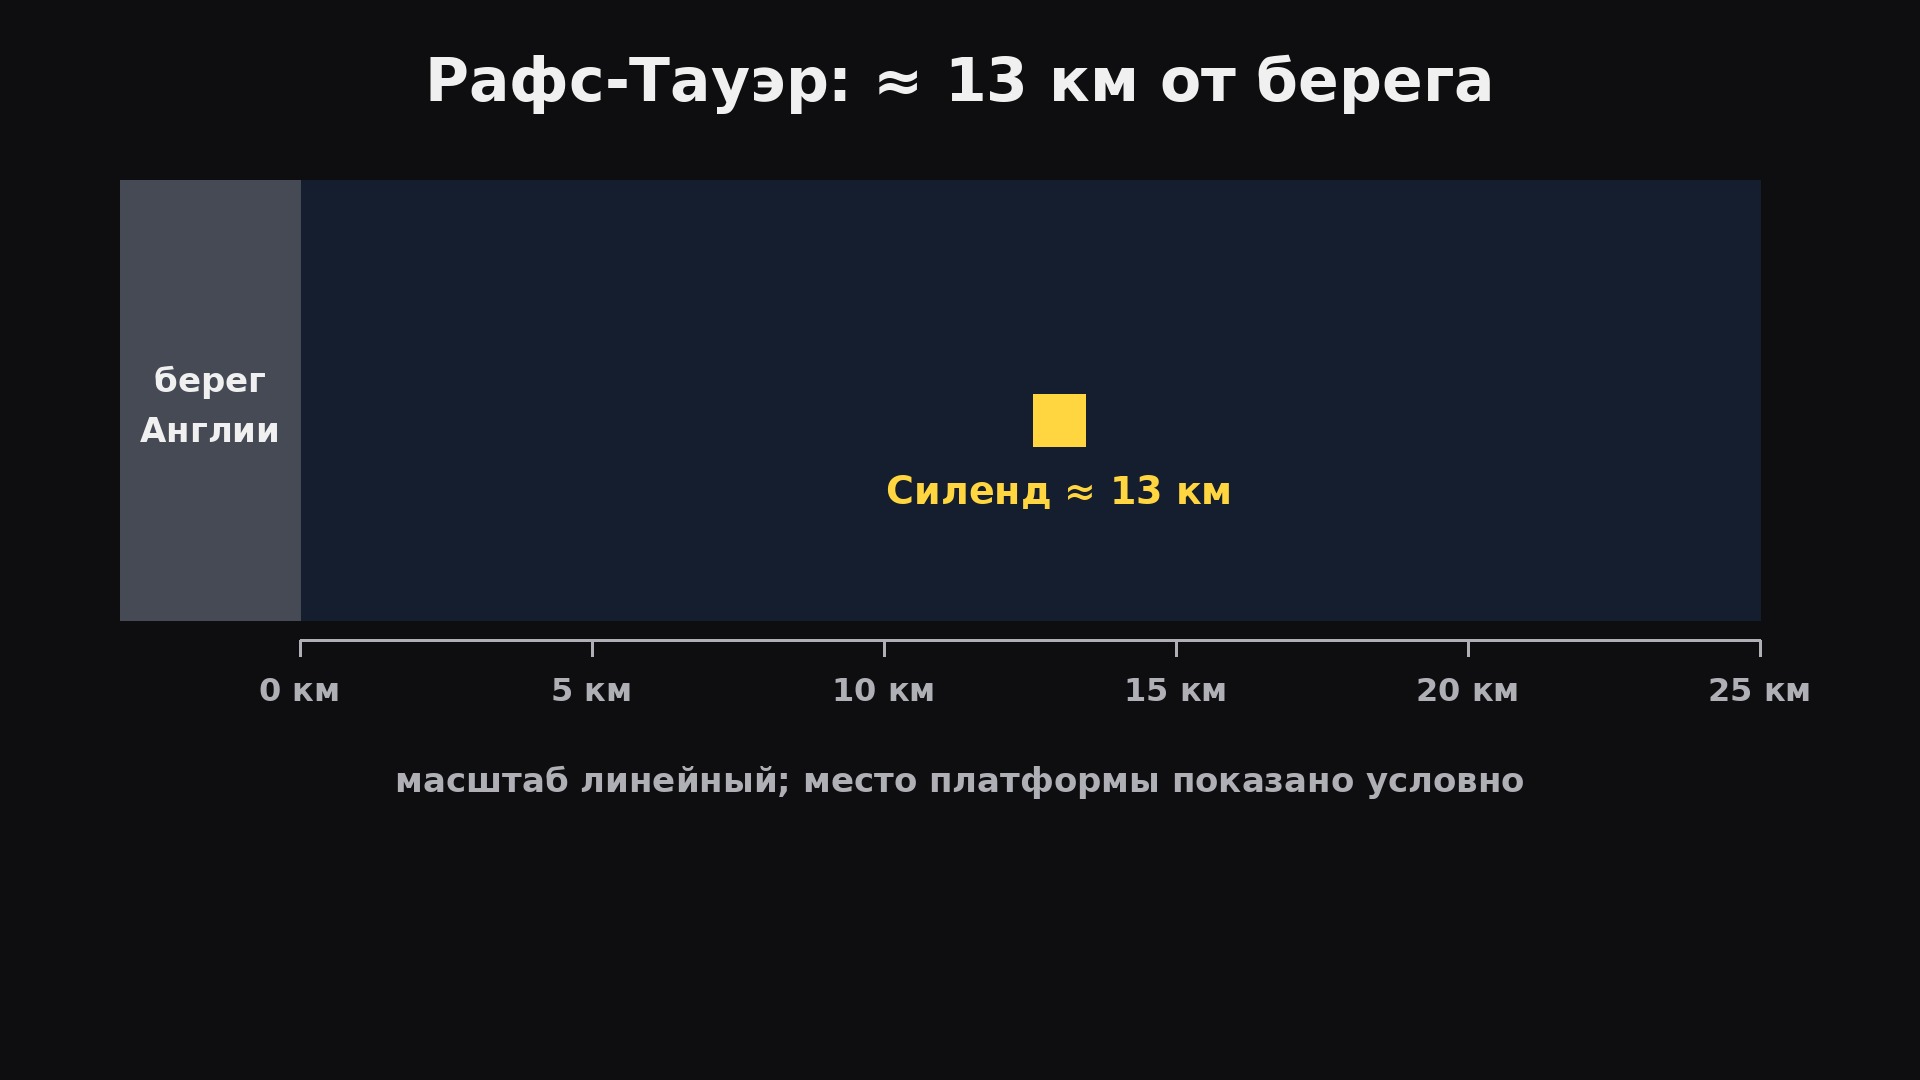 Рафс-Тауэр: ≈ 13 км от берега
берег
Англии
Силенд ≈ 13 км
0 км 5 км 10 км 15 км 20 км 25 км
масштаб линейный; место платформы показано условно